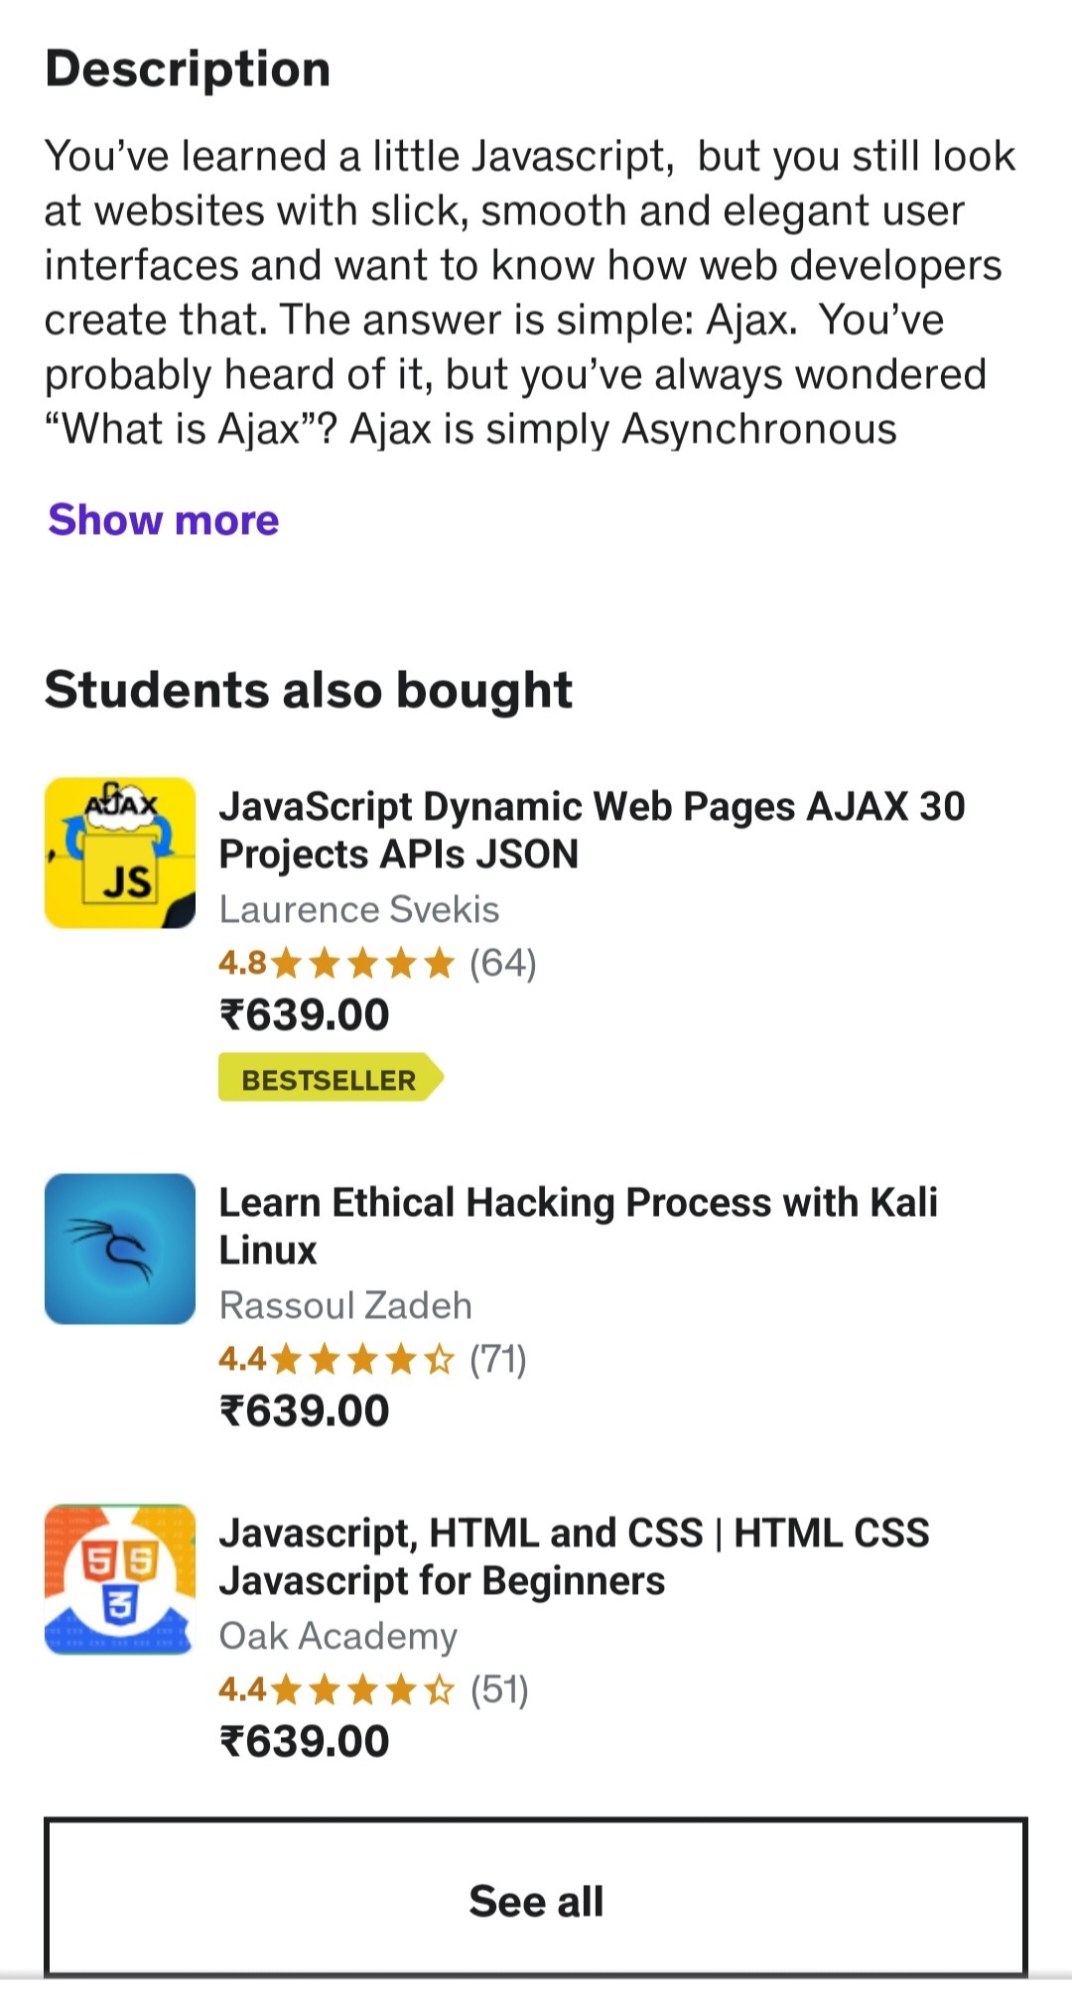 Description
You’ve learned a little Javascript,  but you still look
at websites with slick, smooth and elegant user
interfaces and want to know how web developers
create that. The answer is simple: Ajax.  You’ve
probably heard of it, but you’ve always wondered
“What is Ajax”? Ajax is simply Asynchronous
Show more
Students also bought
AJAX
JS
JavaScript Dynamic Web Pages AJAX 30
Projects APIs JSON
Laurence Svekis
4.8 (64)
₹639.00
BESTSELLER
Learn Ethical Hacking Process with Kali
Linux
Rassoul Zadeh
4.4 (71)
₹639.00
5 5
3
Javascript, HTML and CSS | HTML CSS
Javascript for Beginners
Oak Academy
4.4 (51)
₹639.00
See all